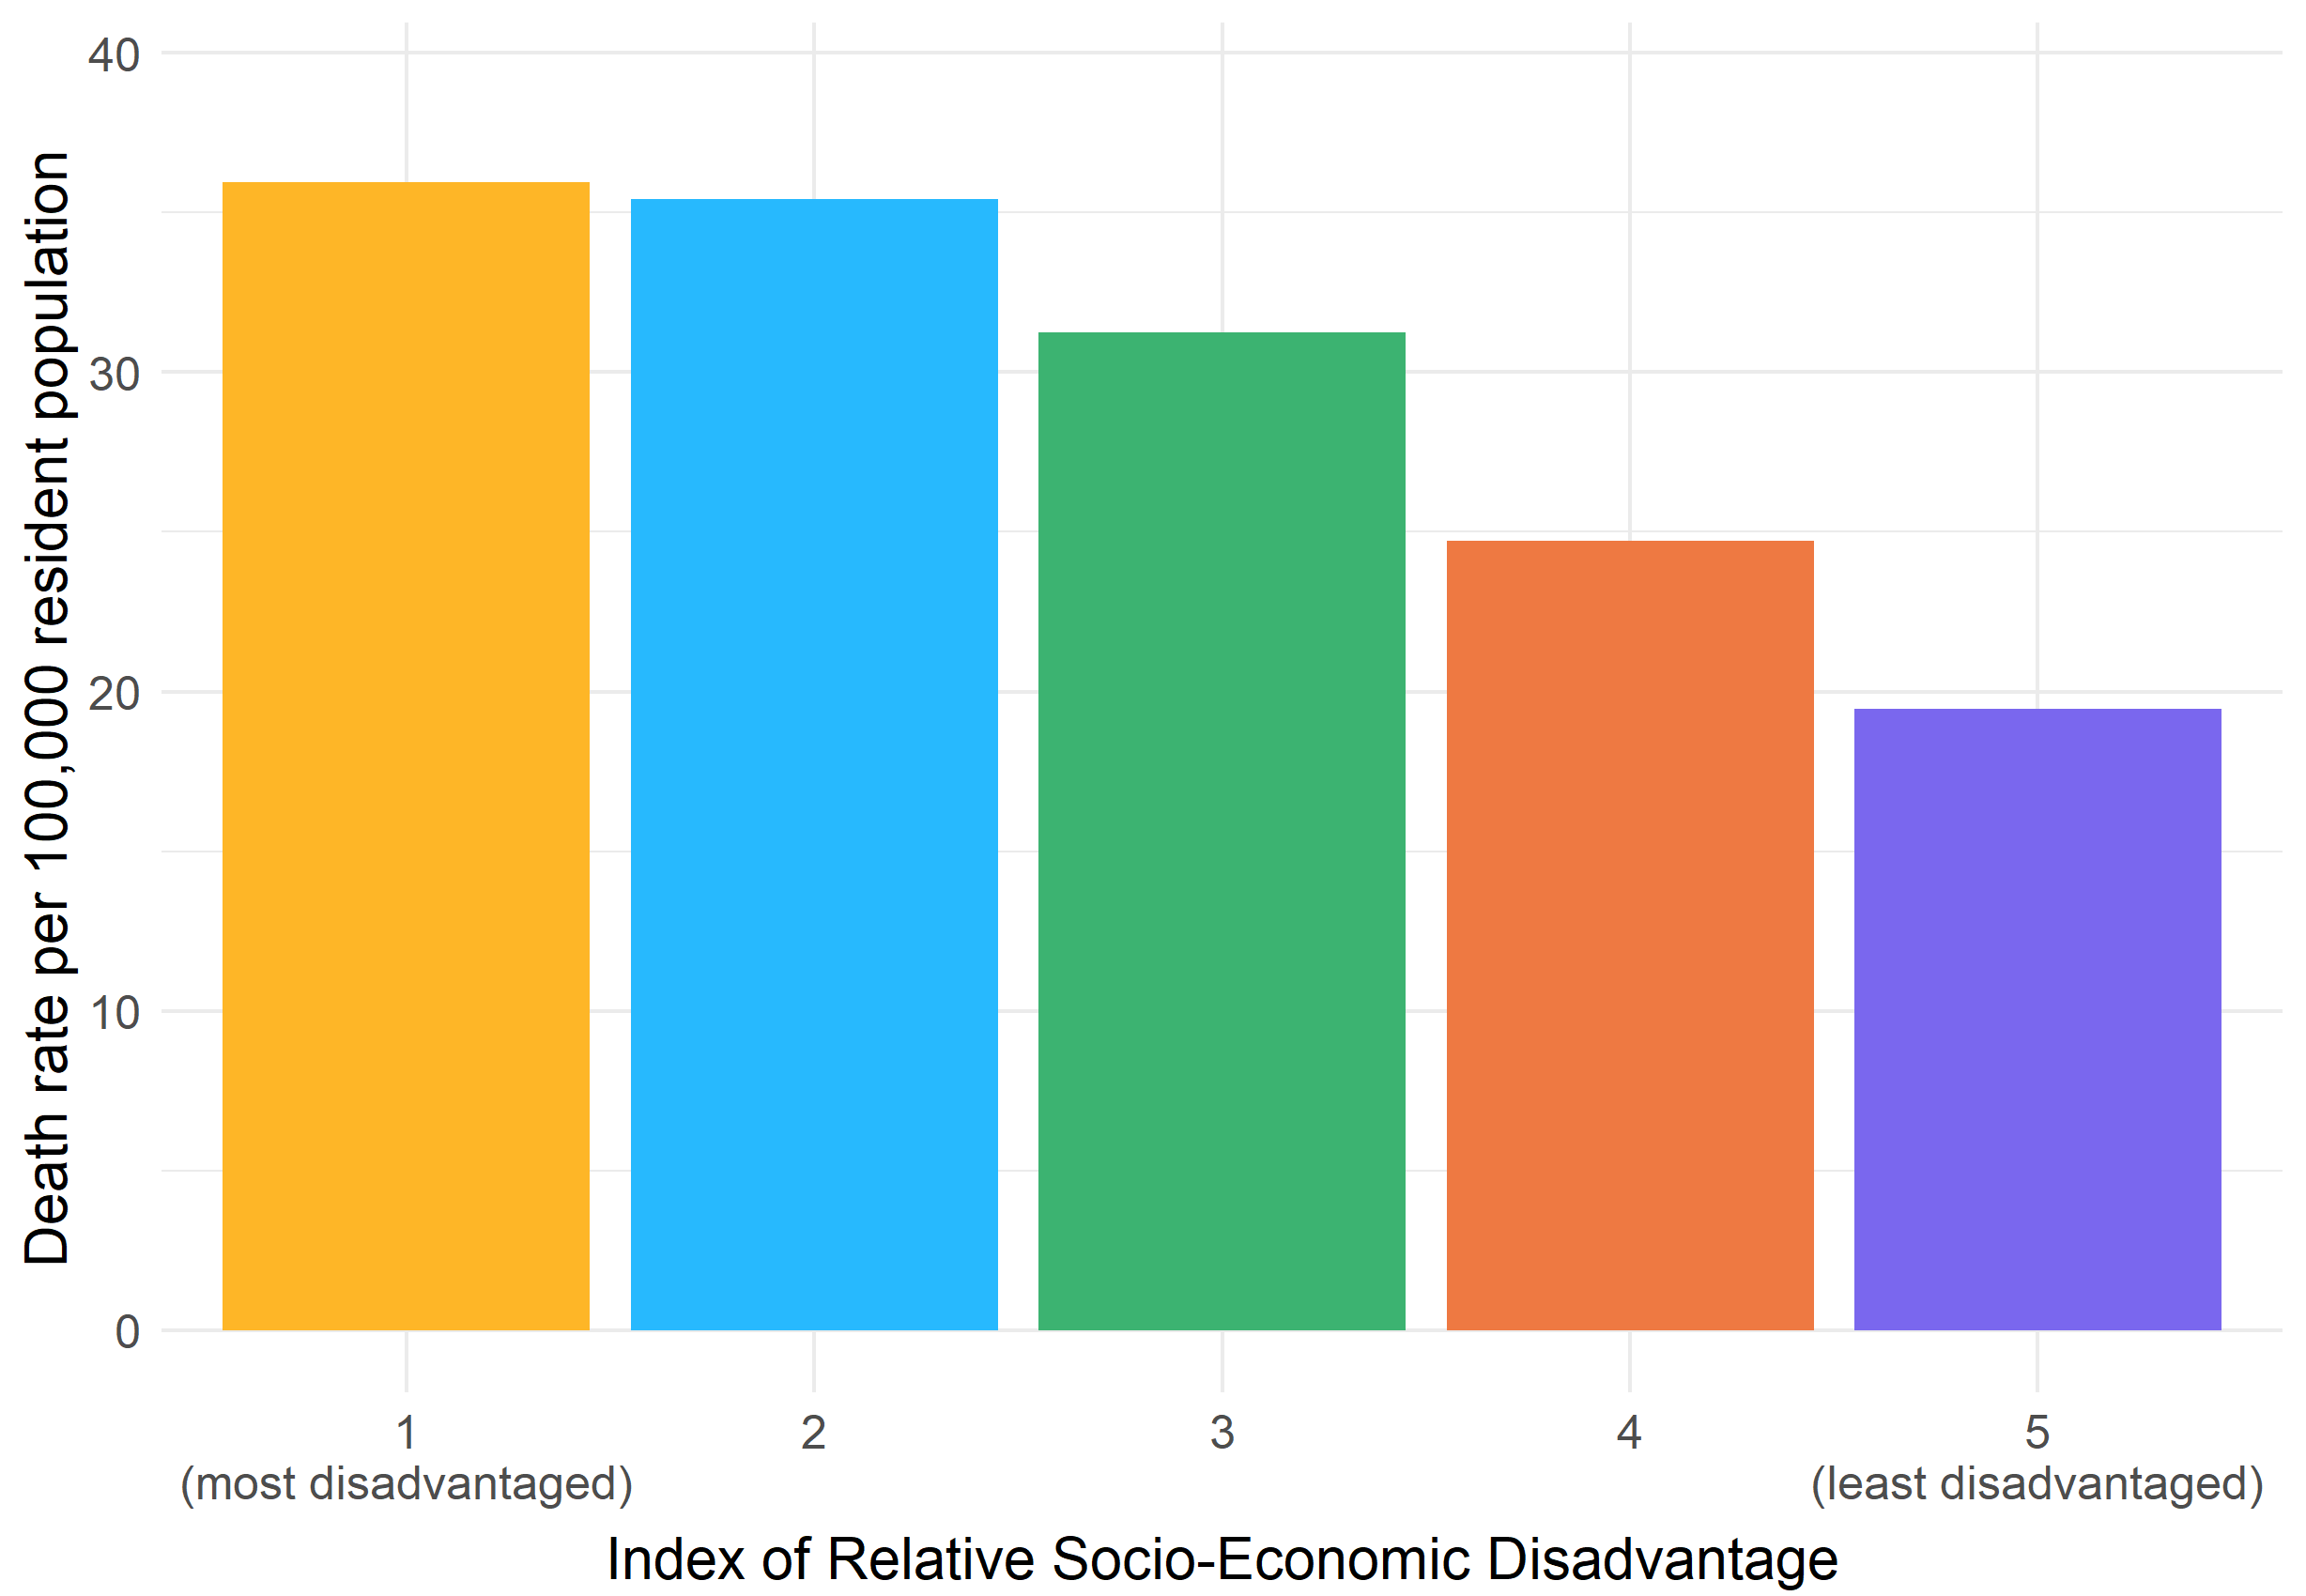 Death rate per 100,000 resident population
40
30
20
10
0
1
(most disadvantaged)
2
3
4
5
(least disadvantaged)
Index of Relative Socio-Economic Disadvantage